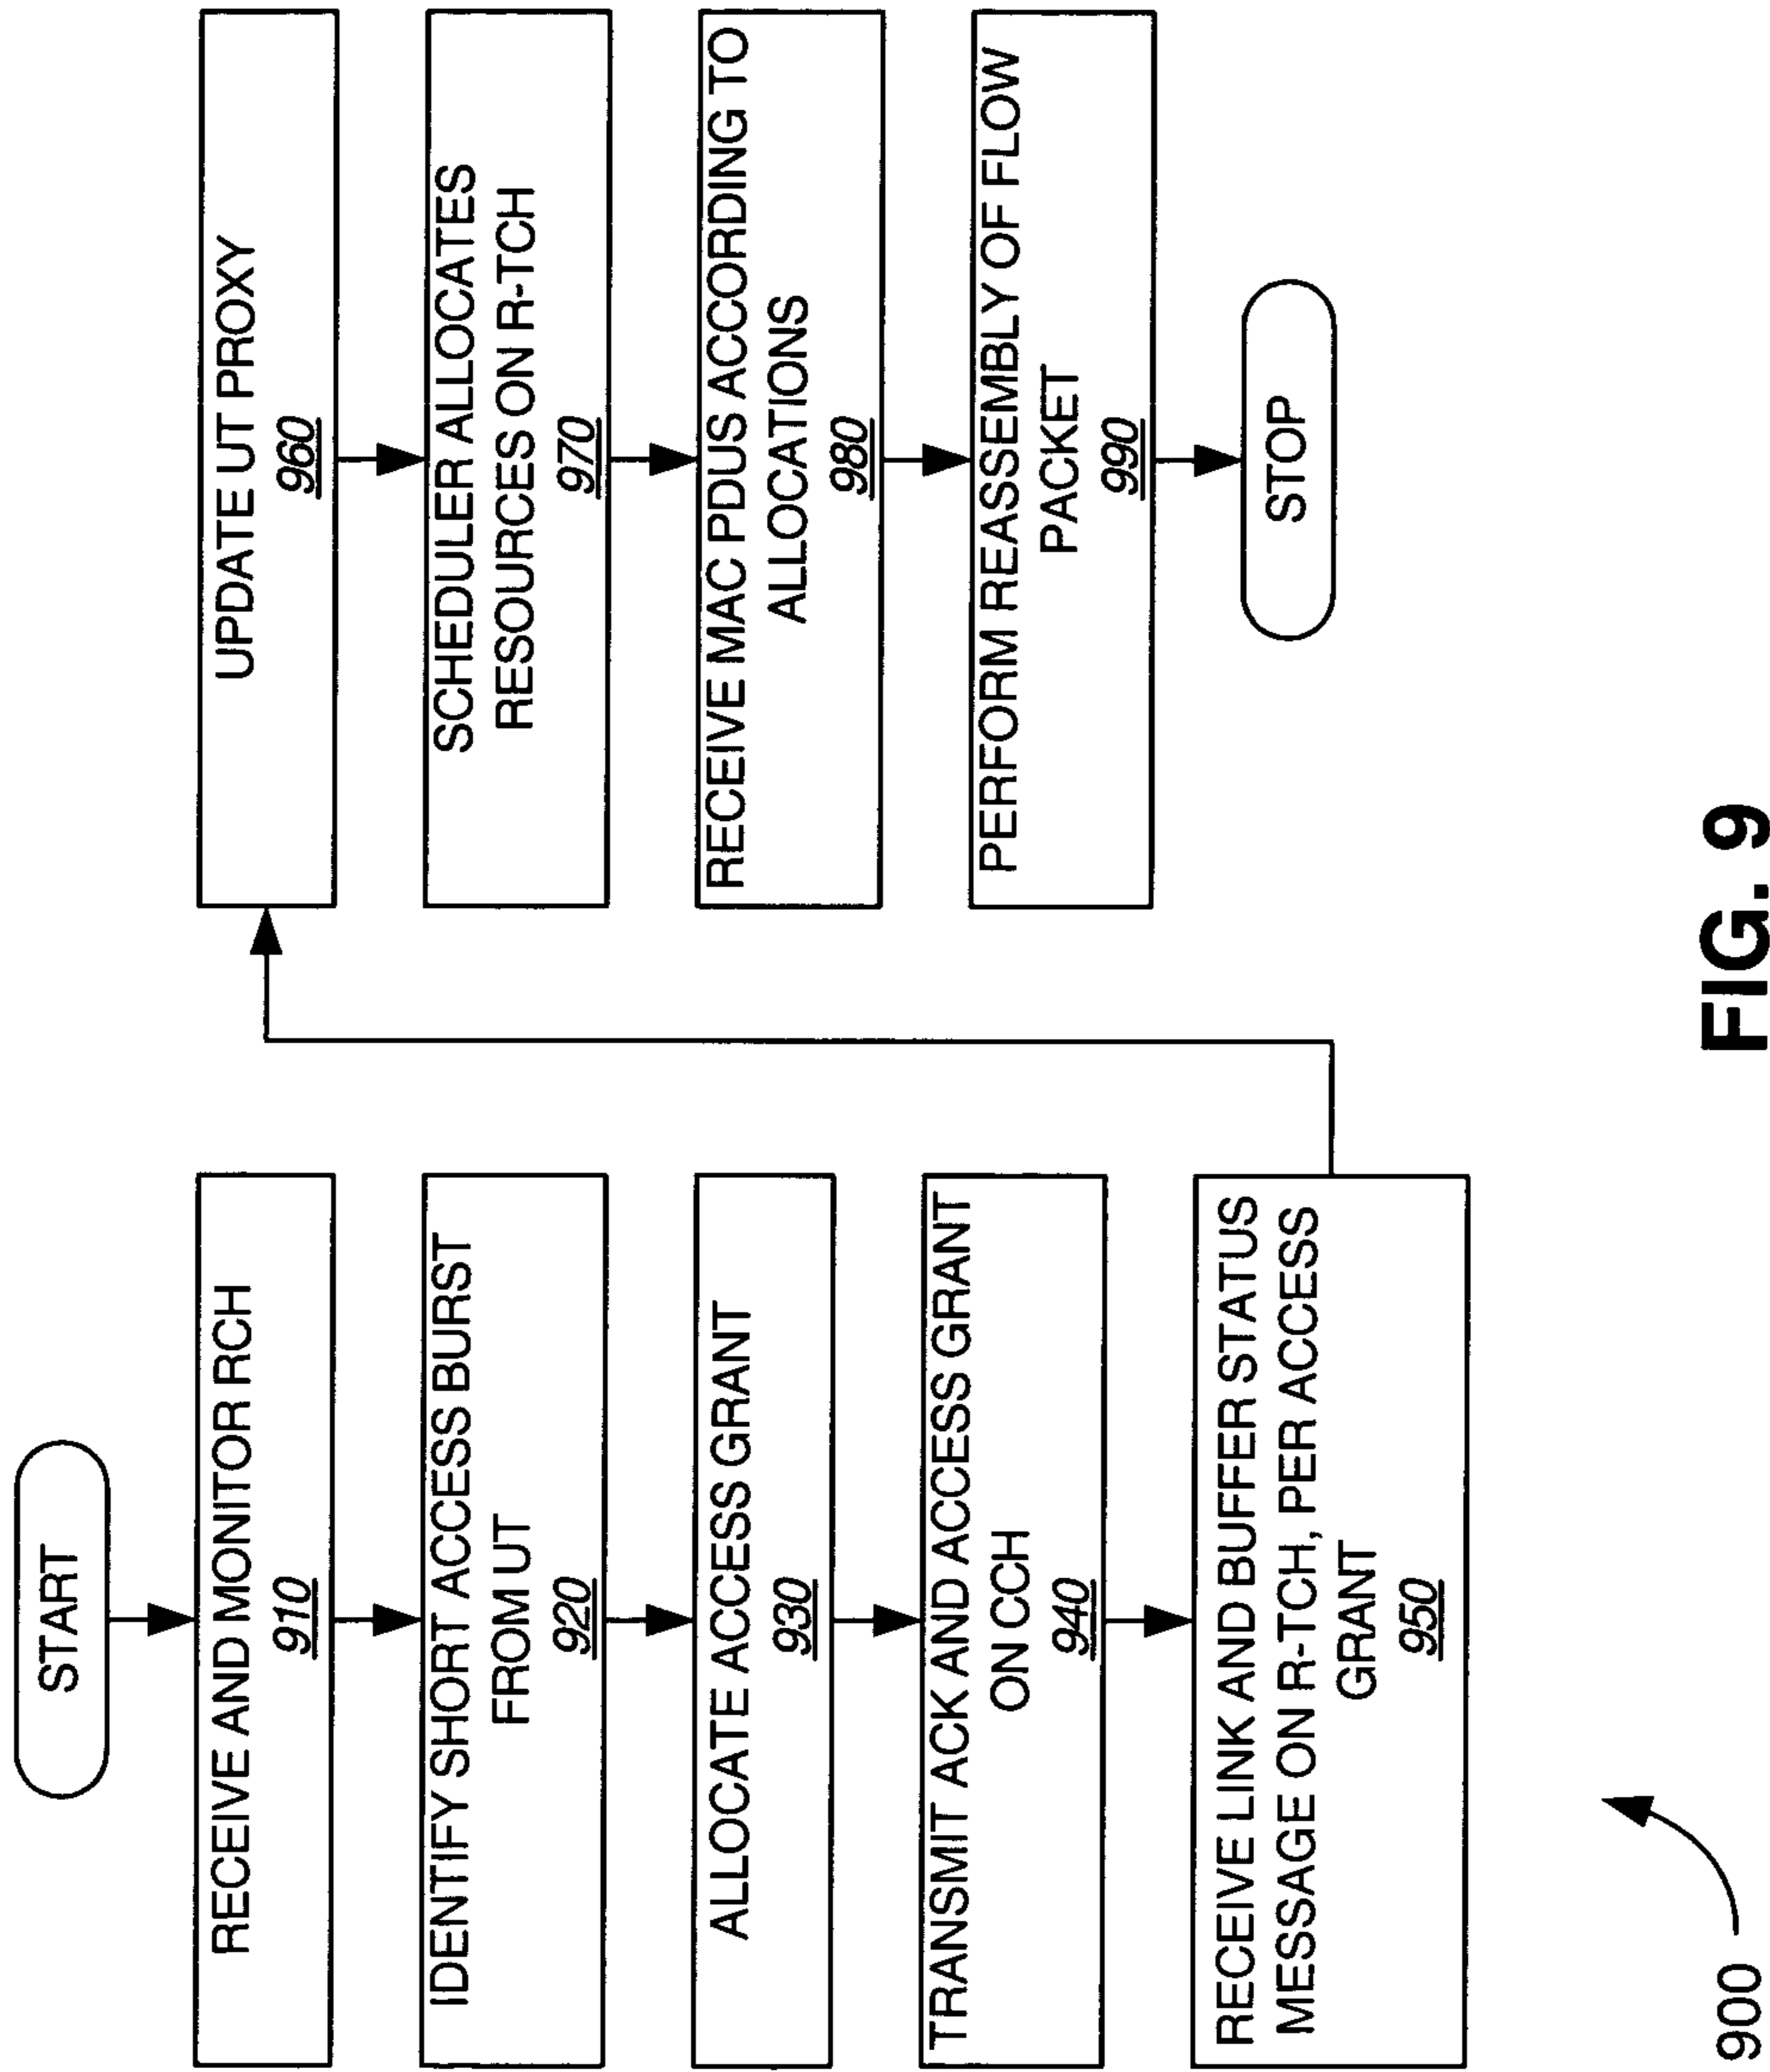 START
RECEIVE AND MONITOR RCH
910
IDENTIFY SHORT ACCESS BURST
FROM UT
920
ALLOCATE ACCESS GRANT
930
TRANSMIT ACK AND ACCESS GRANT
ON CCH
940
RECEIVE LINK AND BUFFER STATUS
MESSAGE ON R-TCH, PER ACCESS
GRANT
950
UPDATE UT PROXY
960
SCHEDULER ALLOCATES
RESOURCES ON R-TCH
970
RECEIVE MAC PDUS ACCORDING TO
ALLOCATIONS
980
PERFORM REASSEMBLY OF FLOW
PACKET
990
STOP
900
FIG. 9